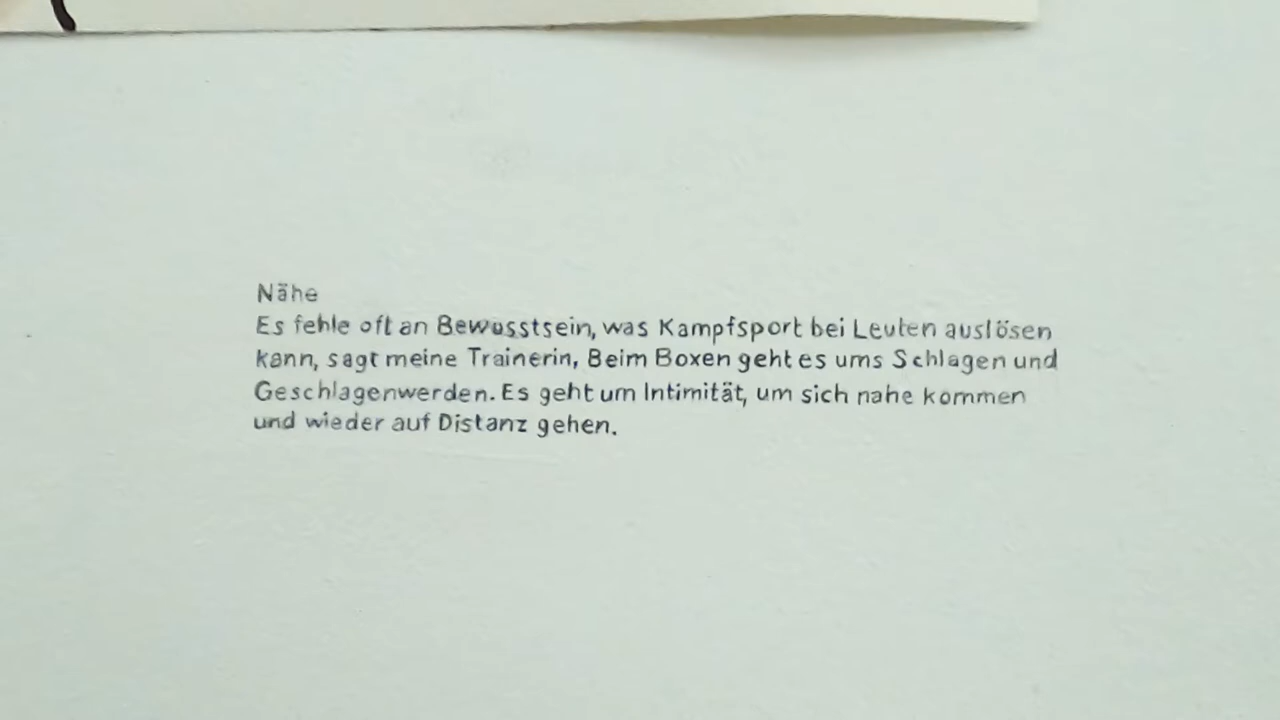 Nähe
Es fehle oft an Bewusstsein, was Kampfsport bei Leuten auslösen
kann, sagt meine Trainerin, Beim Boxen geht es ums Schlagen und
Geschlagenwerden. Es geht um Intimität, um sich nahe kommen
und wieder auf Distanz gehen.